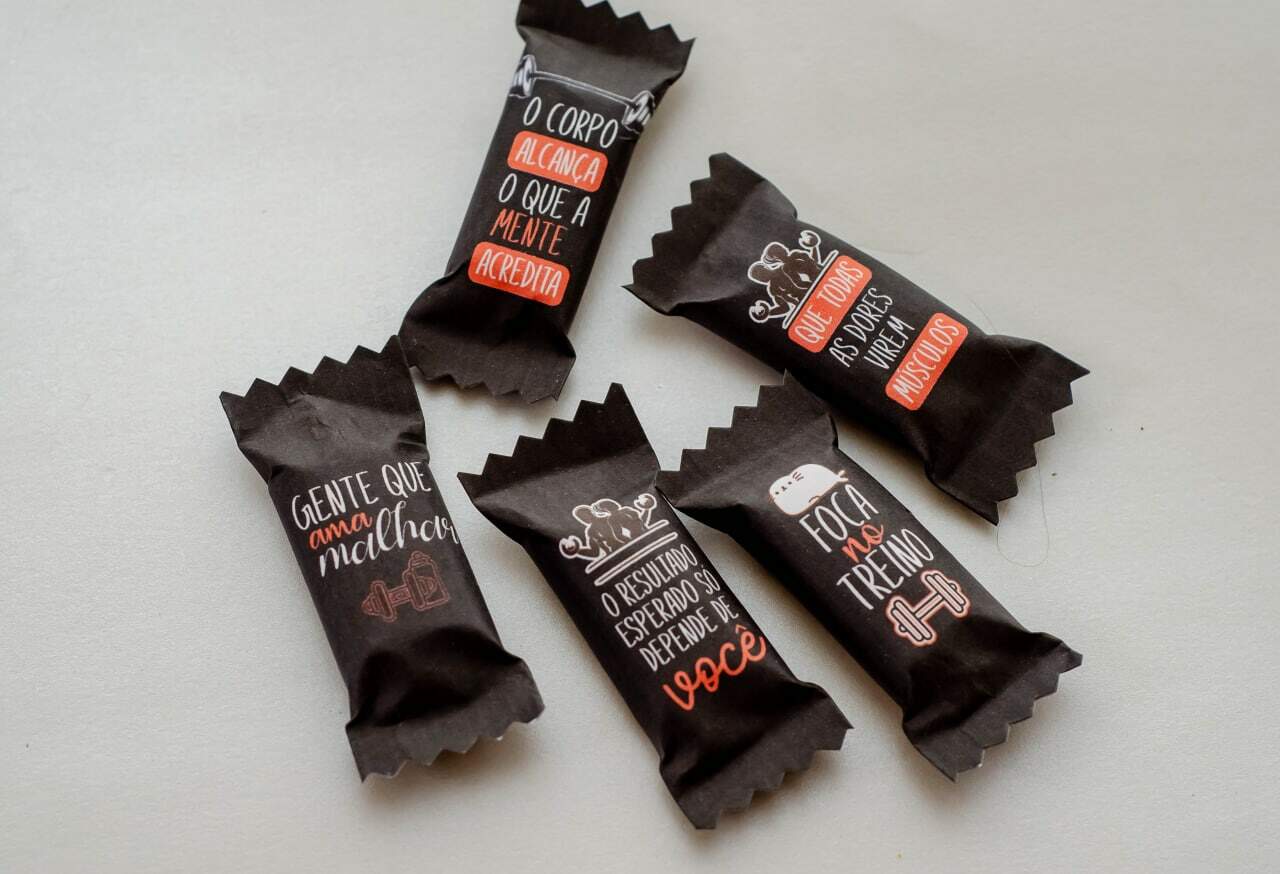 O CORPO
ALCANÇA
O QUE A
MENTE
ACREDITA
QUE TODAS
AS DORES
VIREM
MÚSCULOS
GENTE QUE
ama
malhar
O RESULTADO
ESPERADO SÓ
DEPENDE DE
você
FOCA
no
TREINO